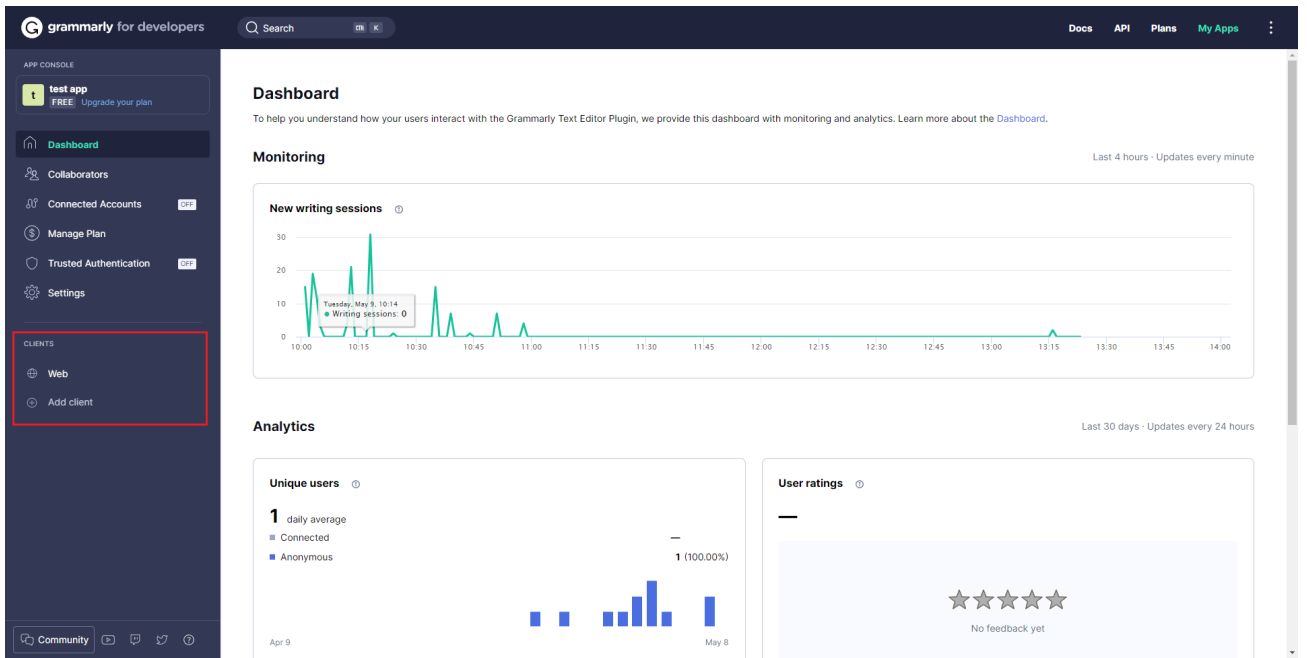 grammarly for developers
Search
Ctrl K
Docs
API
Plans
My Apps
APP CONSOLE
t
test app
FREE Upgrade your plan
Dashboard
Collaborators
Connected Accounts OFF
Manage Plan
Trusted Authentication OFF
Settings
CLIENTS
Web
Add client
Community
Dashboard
To help you understand how your users interact with the Grammarly Text Editor Plugin, we provide this dashboard with monitoring and analytics. Learn more about the Dashboard.
Monitoring
Last 4 hours · Updates every minute
New writing sessions
30
20
10
0
Tuesday, May 9, 10:14
Writing sessions: 0
10:00 10:15 10:30 10:45 11:00 11:15 11:30 11:45 12:00 12:15 12:30 12:45 13:00 13:15 13:30 13:45 14:00
Analytics
Last 30 days · Updates every 24 hours
Unique users
1 daily average
Connected —
Anonymous 1 (100.00%)
Apr 9 May 8
User ratings
—
No feedback yet